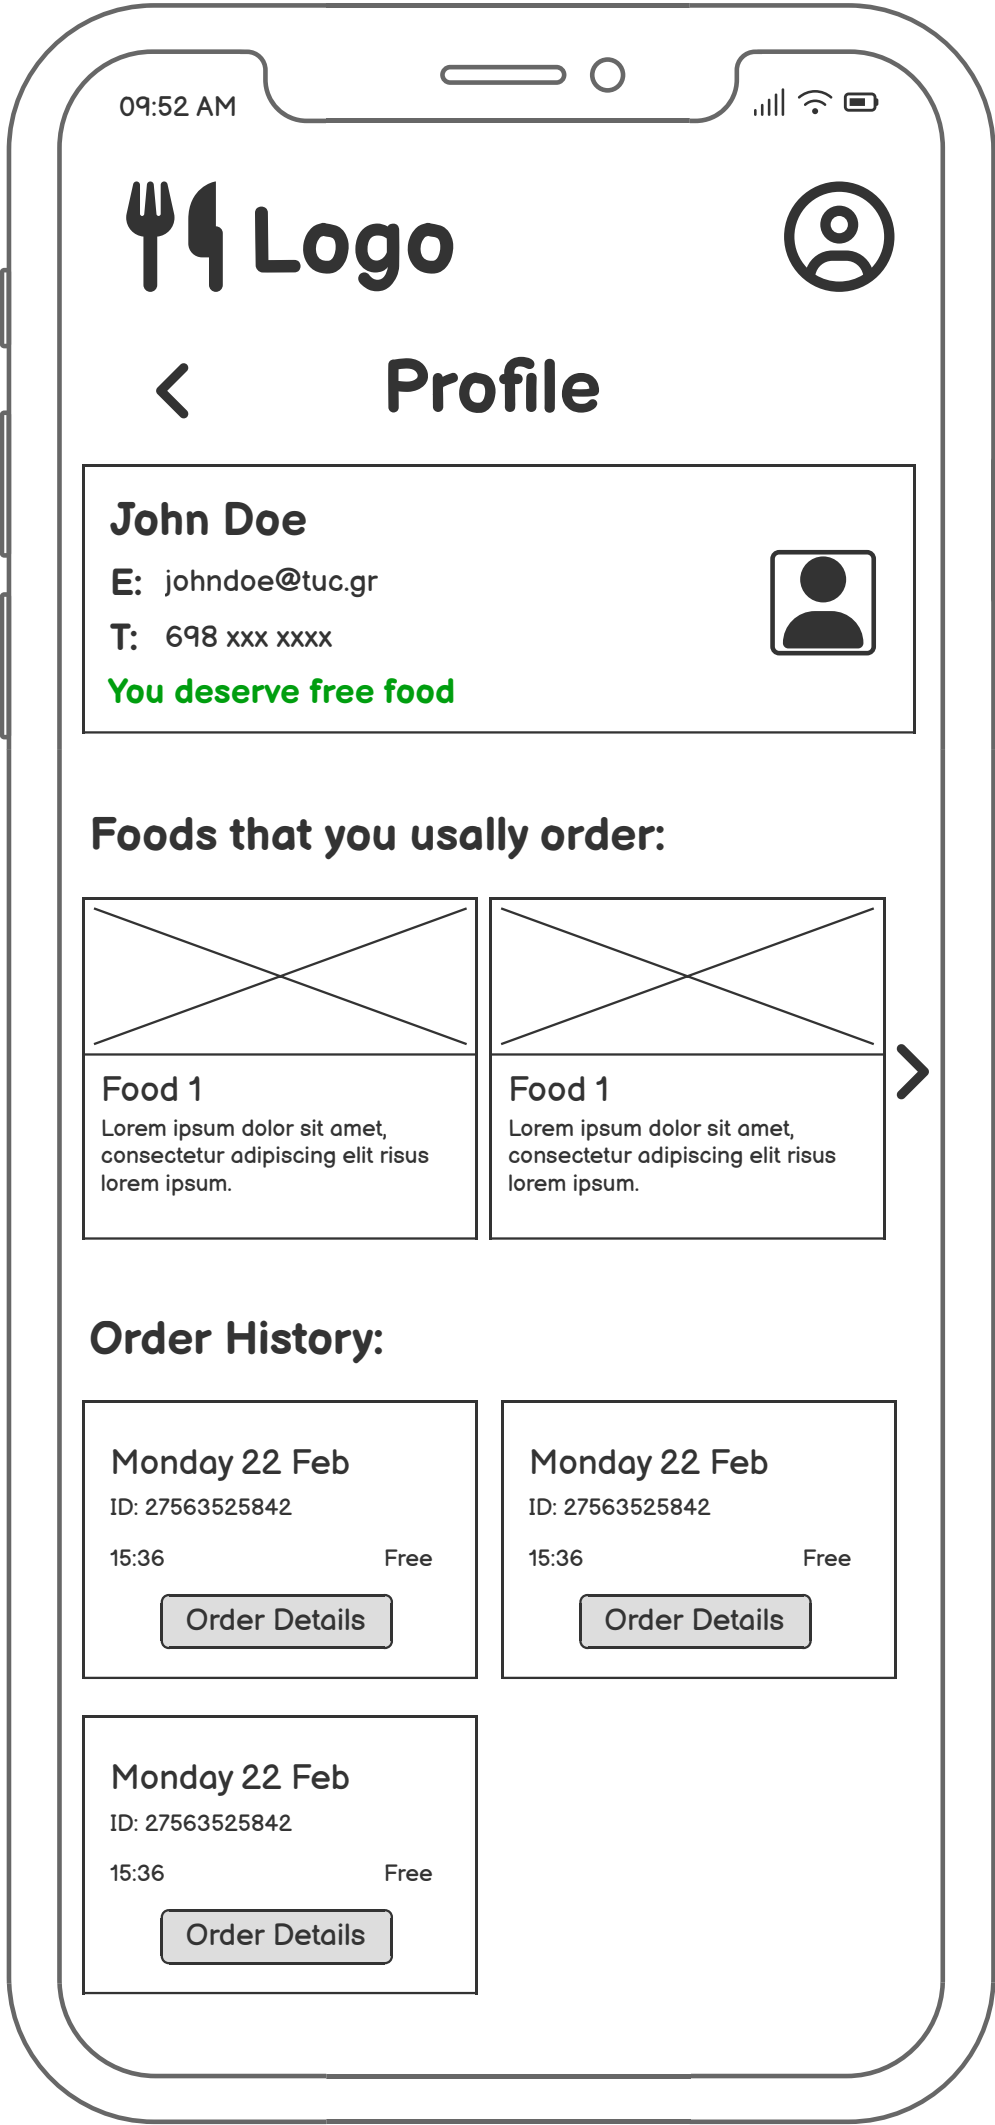 09:52 AM
Logo
Profile
John Doe
E: johndoe@tuc.gr
T: 698 xxx xxxx
You deserve free food
Foods that you usally order:
Food 1
Lorem ipsum dolor sit amet,
consectetur adipiscing elit risus
lorem ipsum.
Food 1
Lorem ipsum dolor sit amet,
consectetur adipiscing elit risus
lorem ipsum.
Order History:
Monday 22 Feb
ID: 27563525842
15:36 Free
Order Details
Monday 22 Feb
ID: 27563525842
15:36 Free
Order Details
Monday 22 Feb
ID: 27563525842
15:36 Free
Order Details